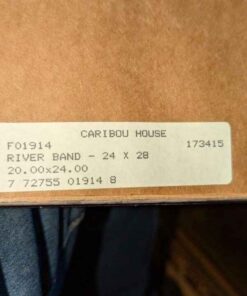 CARIBOU HOUSE
F01914 173415
RIVER BAND - 24 X 28
20.00x24.00
7 72755 01914 8